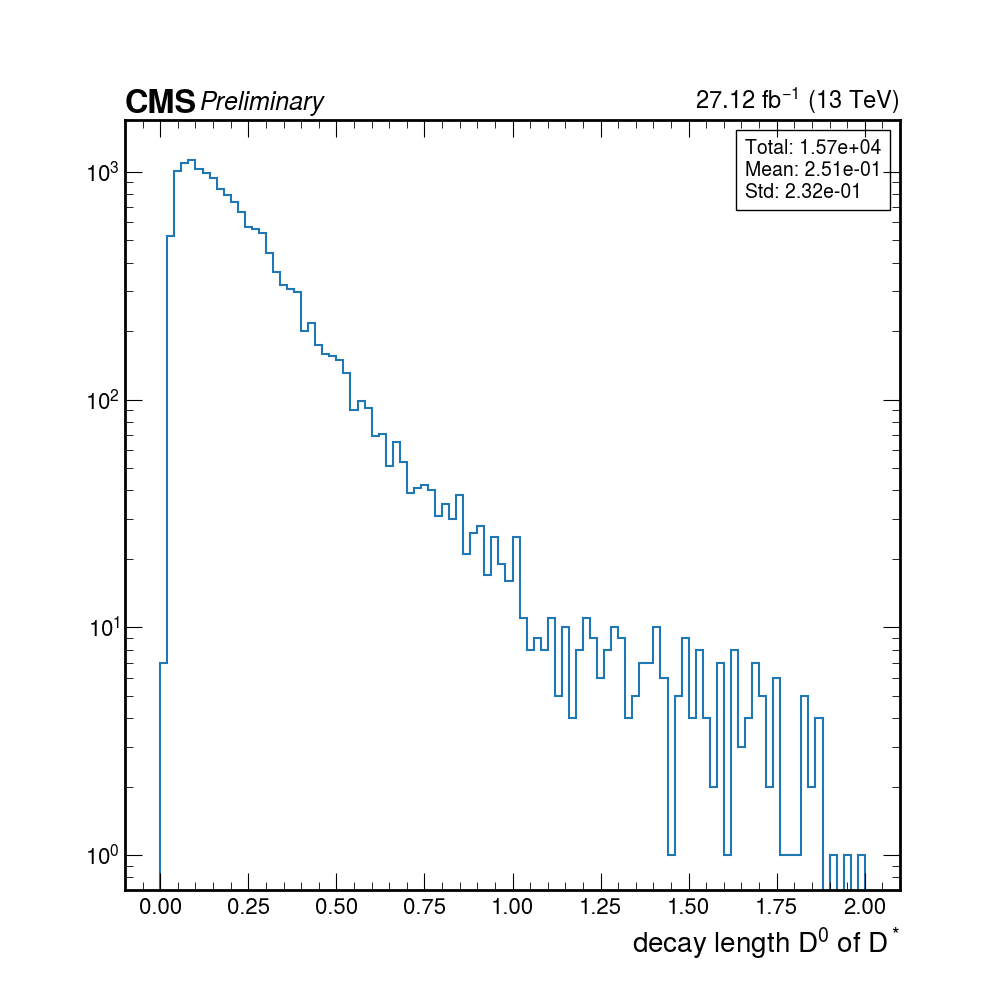 CMS Preliminary
27.12 fb⁻¹ (13 TeV)
Total: 1.57e+04
Mean: 2.51e-01
Std: 2.32e-01
10³
10²
10¹
10⁰
0.00 0.25 0.50 0.75 1.00 1.25 1.50 1.75 2.00
decay length D⁰ of D*